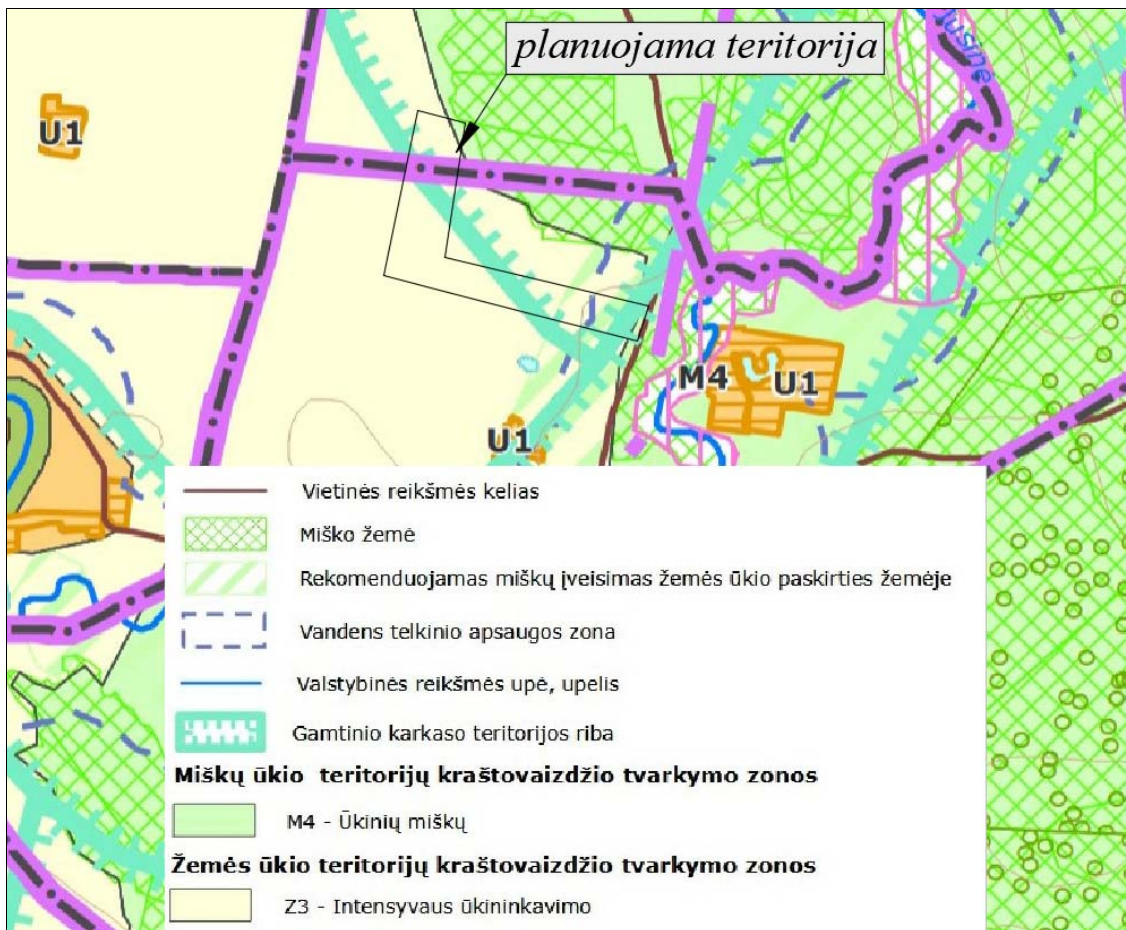 planuojama teritorija
U1
M4
U1
U1
Vietinės reikšmės kelias
Miško žemė
Rekomenduojamas miškų įveisimas žemės ūkio paskirties žemėje
Vandens telkinio apsaugos zona
Valstybinės reikšmės upė, upelis
Gamtinio karkaso teritorijos riba
Miškų ūkio teritorijų kraštovaizdžio tvarkymo zonos
M4 - Ūkinių miškų
Žemės ūkio teritorijų kraštovaizdžio tvarkymo zonos
Z3 - Intensyvaus ūkininkavimo